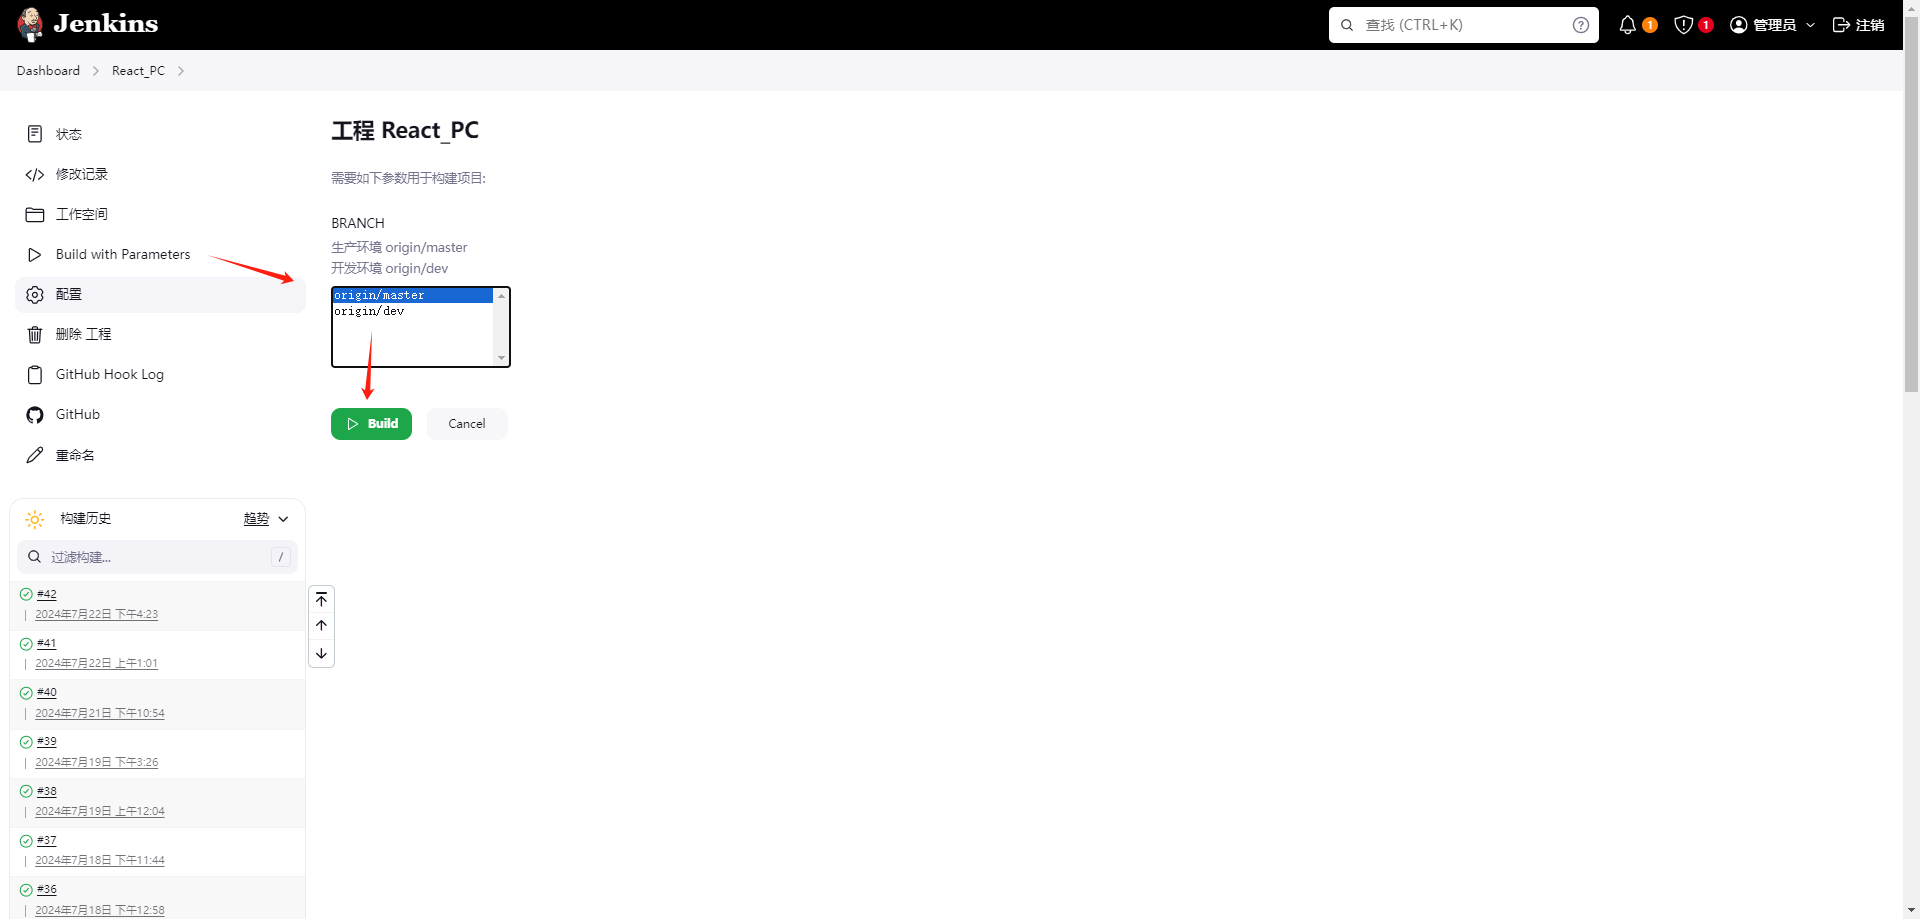 Jenkins
查找 (CTRL+K)
?
1
1
管理员
注销
Dashboard
React_PC
状态
修改记录
工作空间
Build with Parameters
配置
删除 工程
GitHub Hook Log
GitHub
重命名
工程 React_PC
需要如下参数用于构建项目:
BRANCH
生产环境 origin/master
开发环境 origin/dev
origin/master
origin/dev
Build
Cancel
构建历史
趋势
过滤构建...
/
#42
2024年7月22日 下午4:23
#41
2024年7月22日 上午1:01
#40
2024年7月21日 下午10:54
#39
2024年7月19日 下午3:26
#38
2024年7月19日 上午12:04
#37
2024年7月18日 下午11:44
#36
2024年7月18日 下午12:58